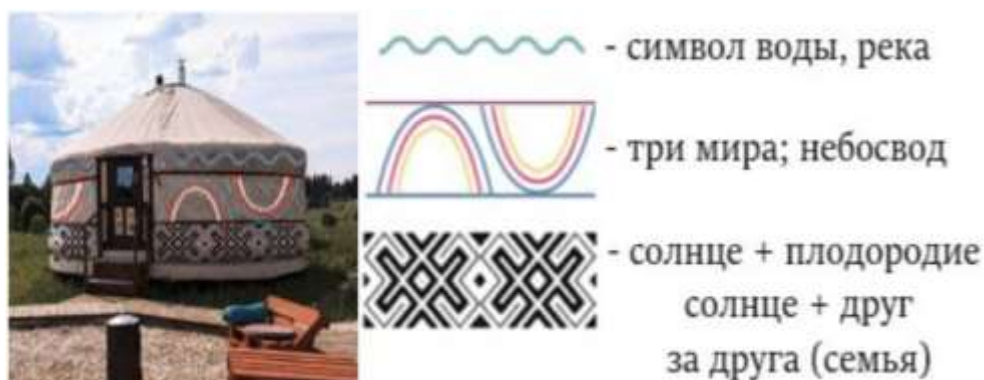 - символ воды, река
- три мира; небосвод
- солнце + плодородие
солнце + друг
за друга (семья)